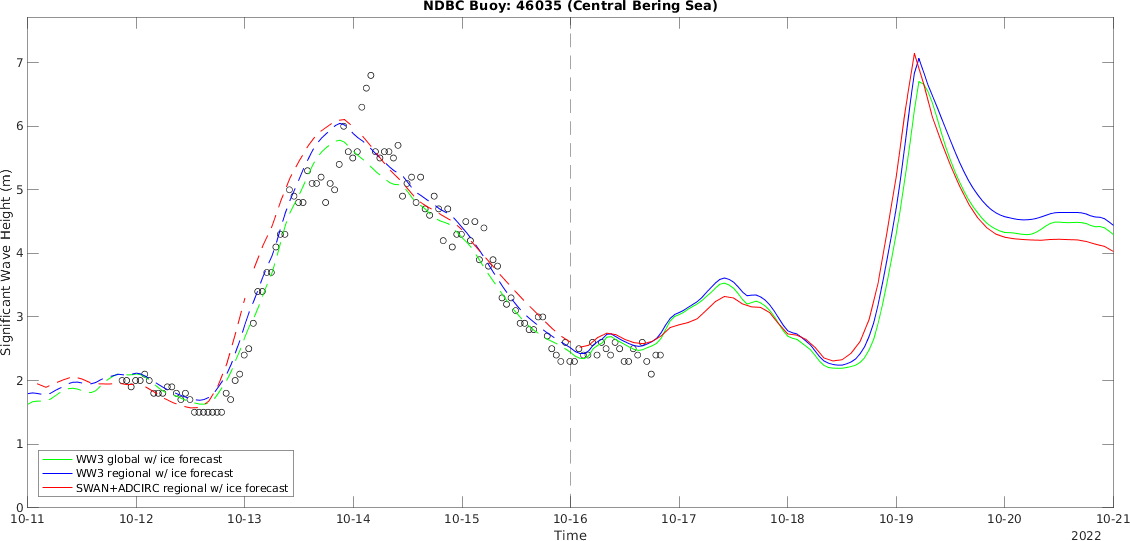 NDBC Buoy: 46035 (Central Bering Sea)
Significant Wave Height (m)
7
6
5
4
3
2
1
0
WW3 global w/ ice forecast
WW3 regional w/ ice forecast
SWAN+ADCIRC regional w/ ice forecast
10-11 10-12 10-13 10-14 10-15 10-16 10-17 10-18 10-19 10-20 10-21
Time
2022